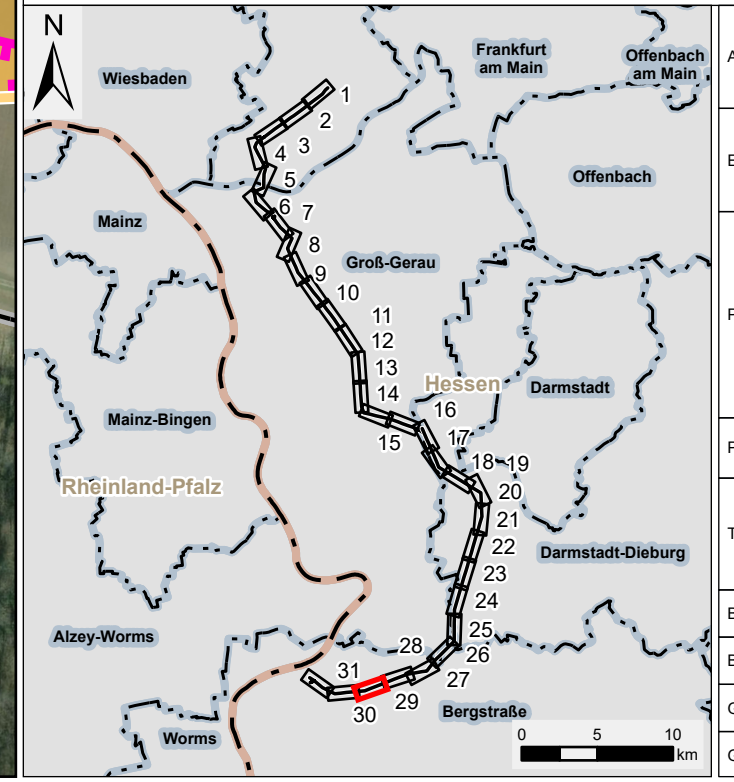 N
Wiesbaden
Frankfurt
am Main
Offenbach
am Main
1
2
3
4
5
Offenbach
6
7
Mainz
8
Groß-Gerau
9
10
11
12
13
Hessen
14
Darmstadt
16
Mainz-Bingen
15
17
18
19
Rheinland-Pfalz
20
21
22
Darmstadt-Dieburg
23
24
25
Alzey-Worms
28
26
31
27
29
30
Bergstraße
Worms
0 5 10
km